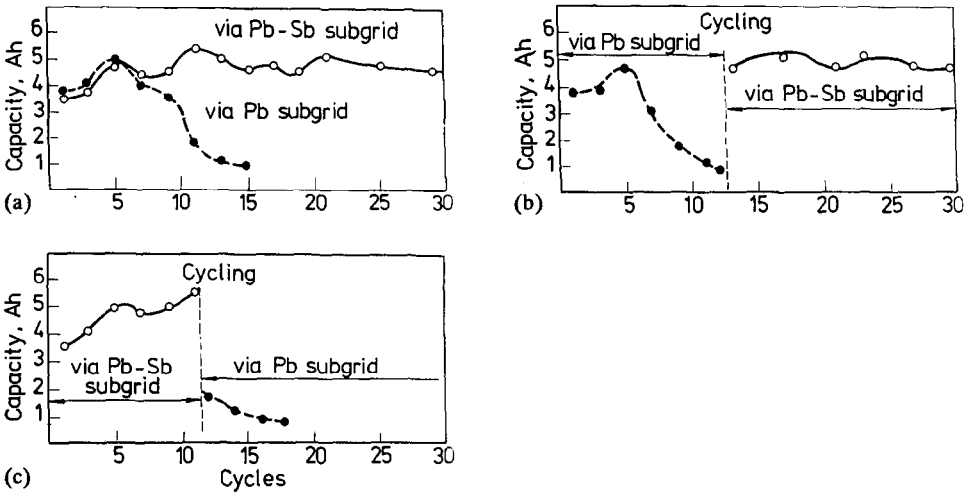 6
5
4
3
2
1
Capacity, Ah
via Pb-Sb subgrid
via Pb subgrid
5 10 15 20 25 30
(a)
Cycling
6
5
4
3
2
1
Capacity, Ah
via Pb subgrid
via Pb-Sb subgrid
5 10 15 20 25 30
(b)
Cycling
6
5
4
3
2
1
Capacity, Ah
via Pb-Sb
subgrid
via Pb subgrid
5 10 15 20 25 30
Cycles
(c)